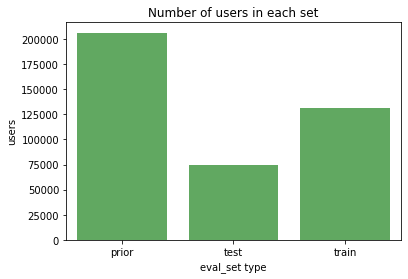 Number of users in each set
users
200000
175000
150000
125000
100000
75000
50000
25000
0
prior test train
eval_set type